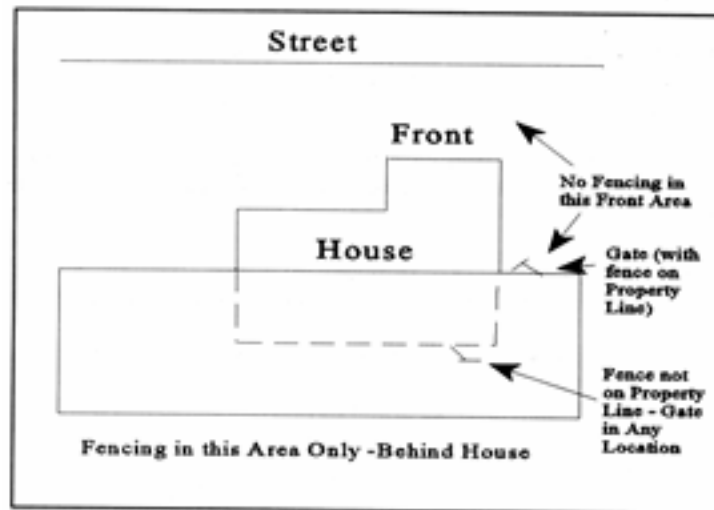 Street
Front
No Fencing in
this Front Area
House
Gate (with
fence on
Property
Line)
Fence not
on Property
Line - Gate
in Any
Location
Fencing in this Area Only -Behind House